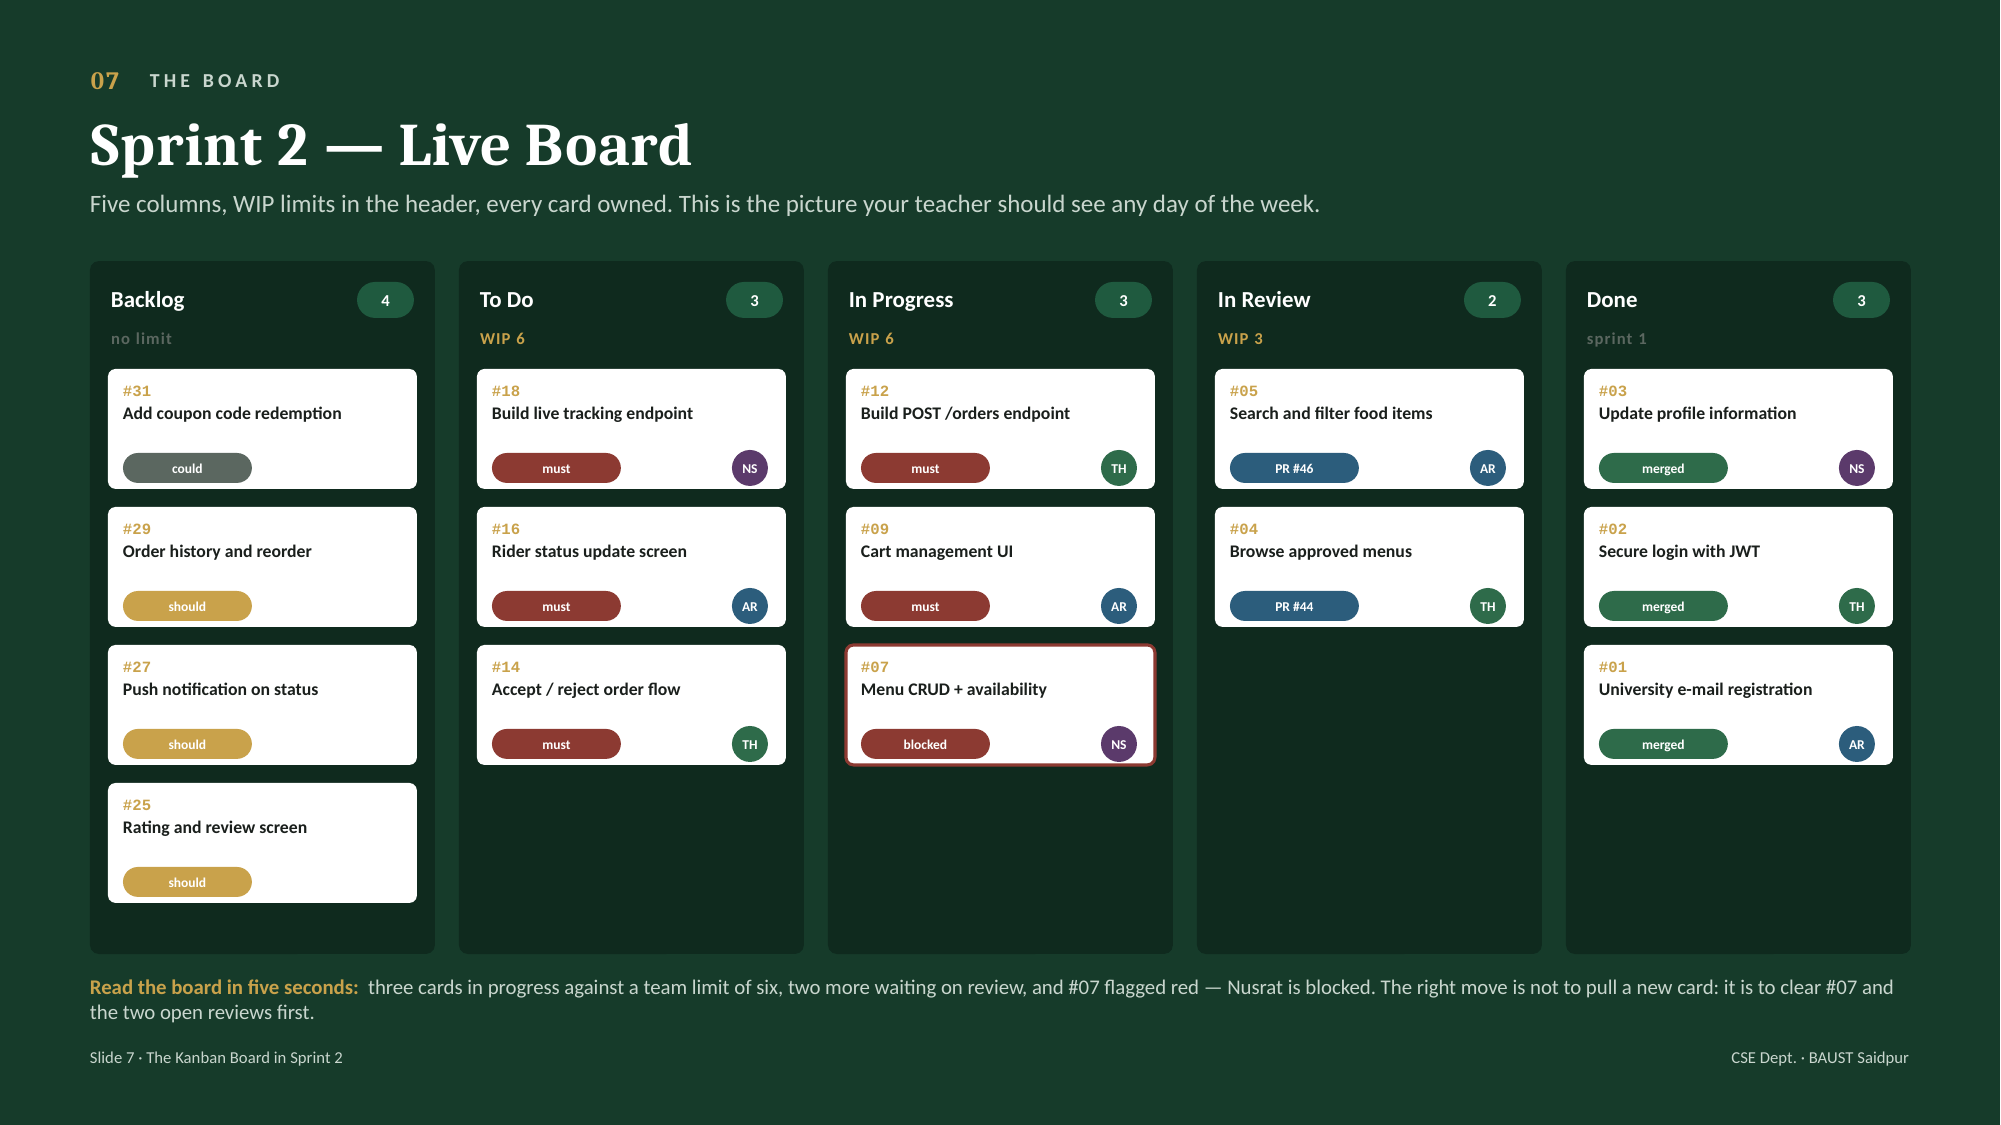 07 THE BOARD
Sprint 2 — Live Board
Five columns, WIP limits in the header, every card owned. This is the picture your teacher should see any day of the week.
Backlog 4
no limit
#31
Add coupon code redemption
could
#29
Order history and reorder
should
#27
Push notification on status
should
#25
Rating and review screen
should
To Do 3
WIP 6
#18
Build live tracking endpoint
must NS
#16
Rider status update screen
must AR
#14
Accept / reject order flow
must TH
In Progress 3
WIP 6
#12
Build POST /orders endpoint
must TH
#09
Cart management UI
must AR
#07
Menu CRUD + availability
blocked NS
In Review 2
WIP 3
#05
Search and filter food items
PR #46 AR
#04
Browse approved menus
PR #44 TH
Done 3
sprint 1
#03
Update profile information
merged NS
#02
Secure login with JWT
merged TH
#01
University e-mail registration
merged AR
Read the board in five seconds: three cards in progress against a team limit of six, two more waiting on review, and #07 flagged red — Nusrat is blocked. The right move is not to pull a new card: it is to clear #07 and
the two open reviews first.
Slide 7 · The Kanban Board in Sprint 2
CSE Dept. · BAUST Saidpur